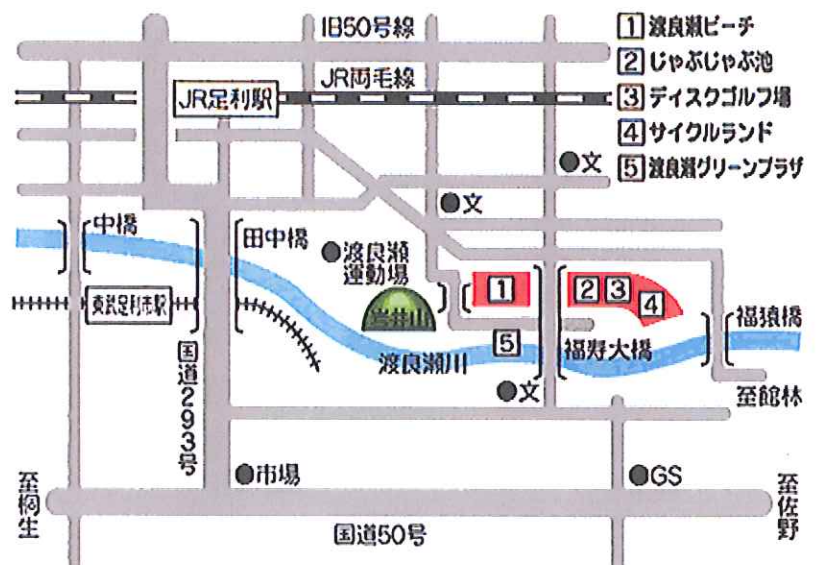 旧50号線
JR両毛線
JR足利駅
1 渡良瀬ビーチ
2 じゃぶじゃぶ池
3 ディスクゴルフ場
4 サイクルランド
5 渡良瀬グリーンプラザ
文
文
中橋
田中橋
渡良瀬
運動場
1
2
3
4
東武足利市駅
岩井山
5
渡良瀬川
福寿大橋
福猿橋
国道293号
文
至館林
市場
GS
至桐生
至佐野
国道50号